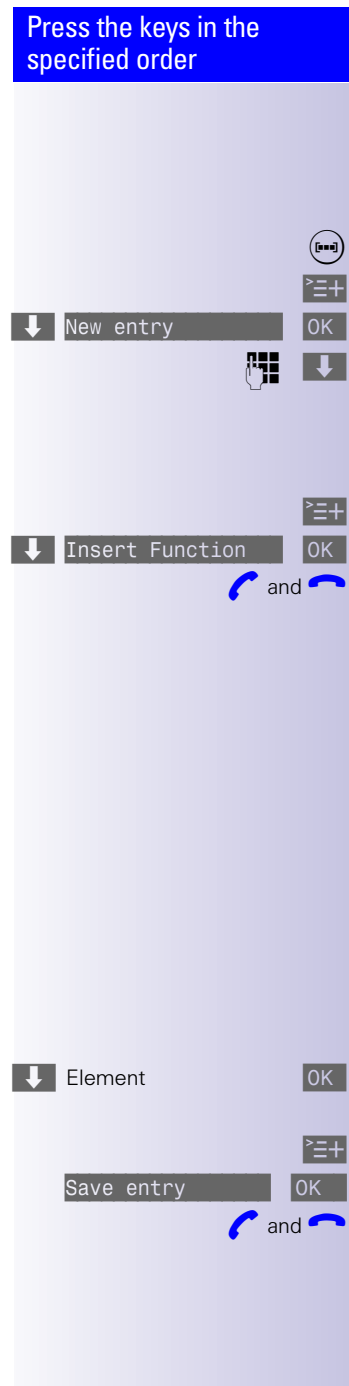 Press the keys in the
specified order
New entry OK
Insert Function OK
and
Element OK
Save entry OK
and